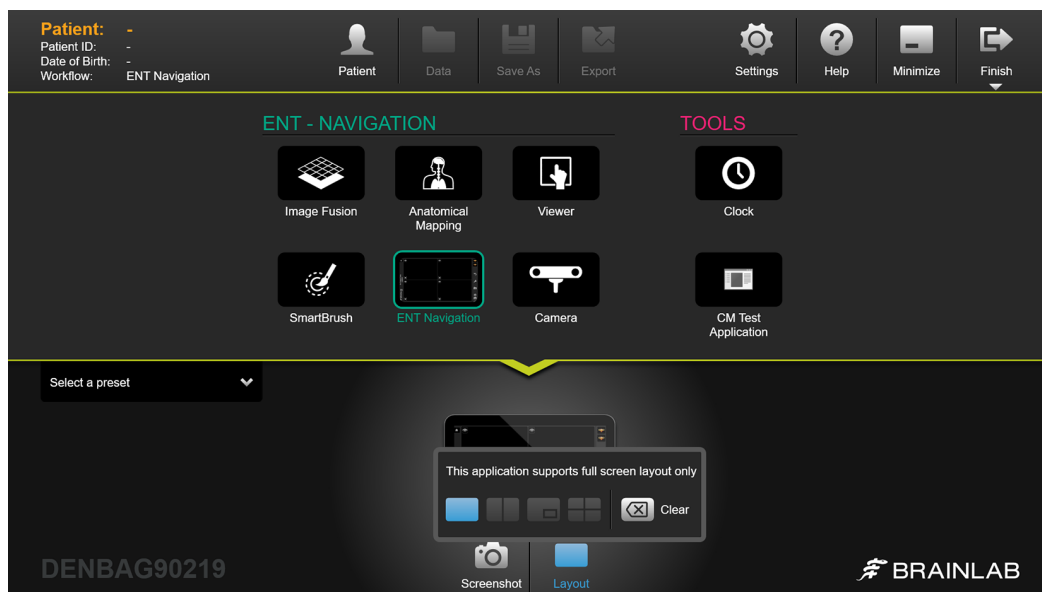 Patient: -
Patient ID: -
Date of Birth: -
Workflow: ENT Navigation
Patient
Data
Save As
Export
Settings
Help
Minimize
Finish
ENT - NAVIGATION
TOOLS
Image Fusion
Anatomical
Mapping
Viewer
Clock
SmartBrush
ENT Navigation
Camera
CM Test
Application
Select a preset
This application supports full screen layout only
Clear
Screenshot
Layout
DENBAG90219
BRAINLAB